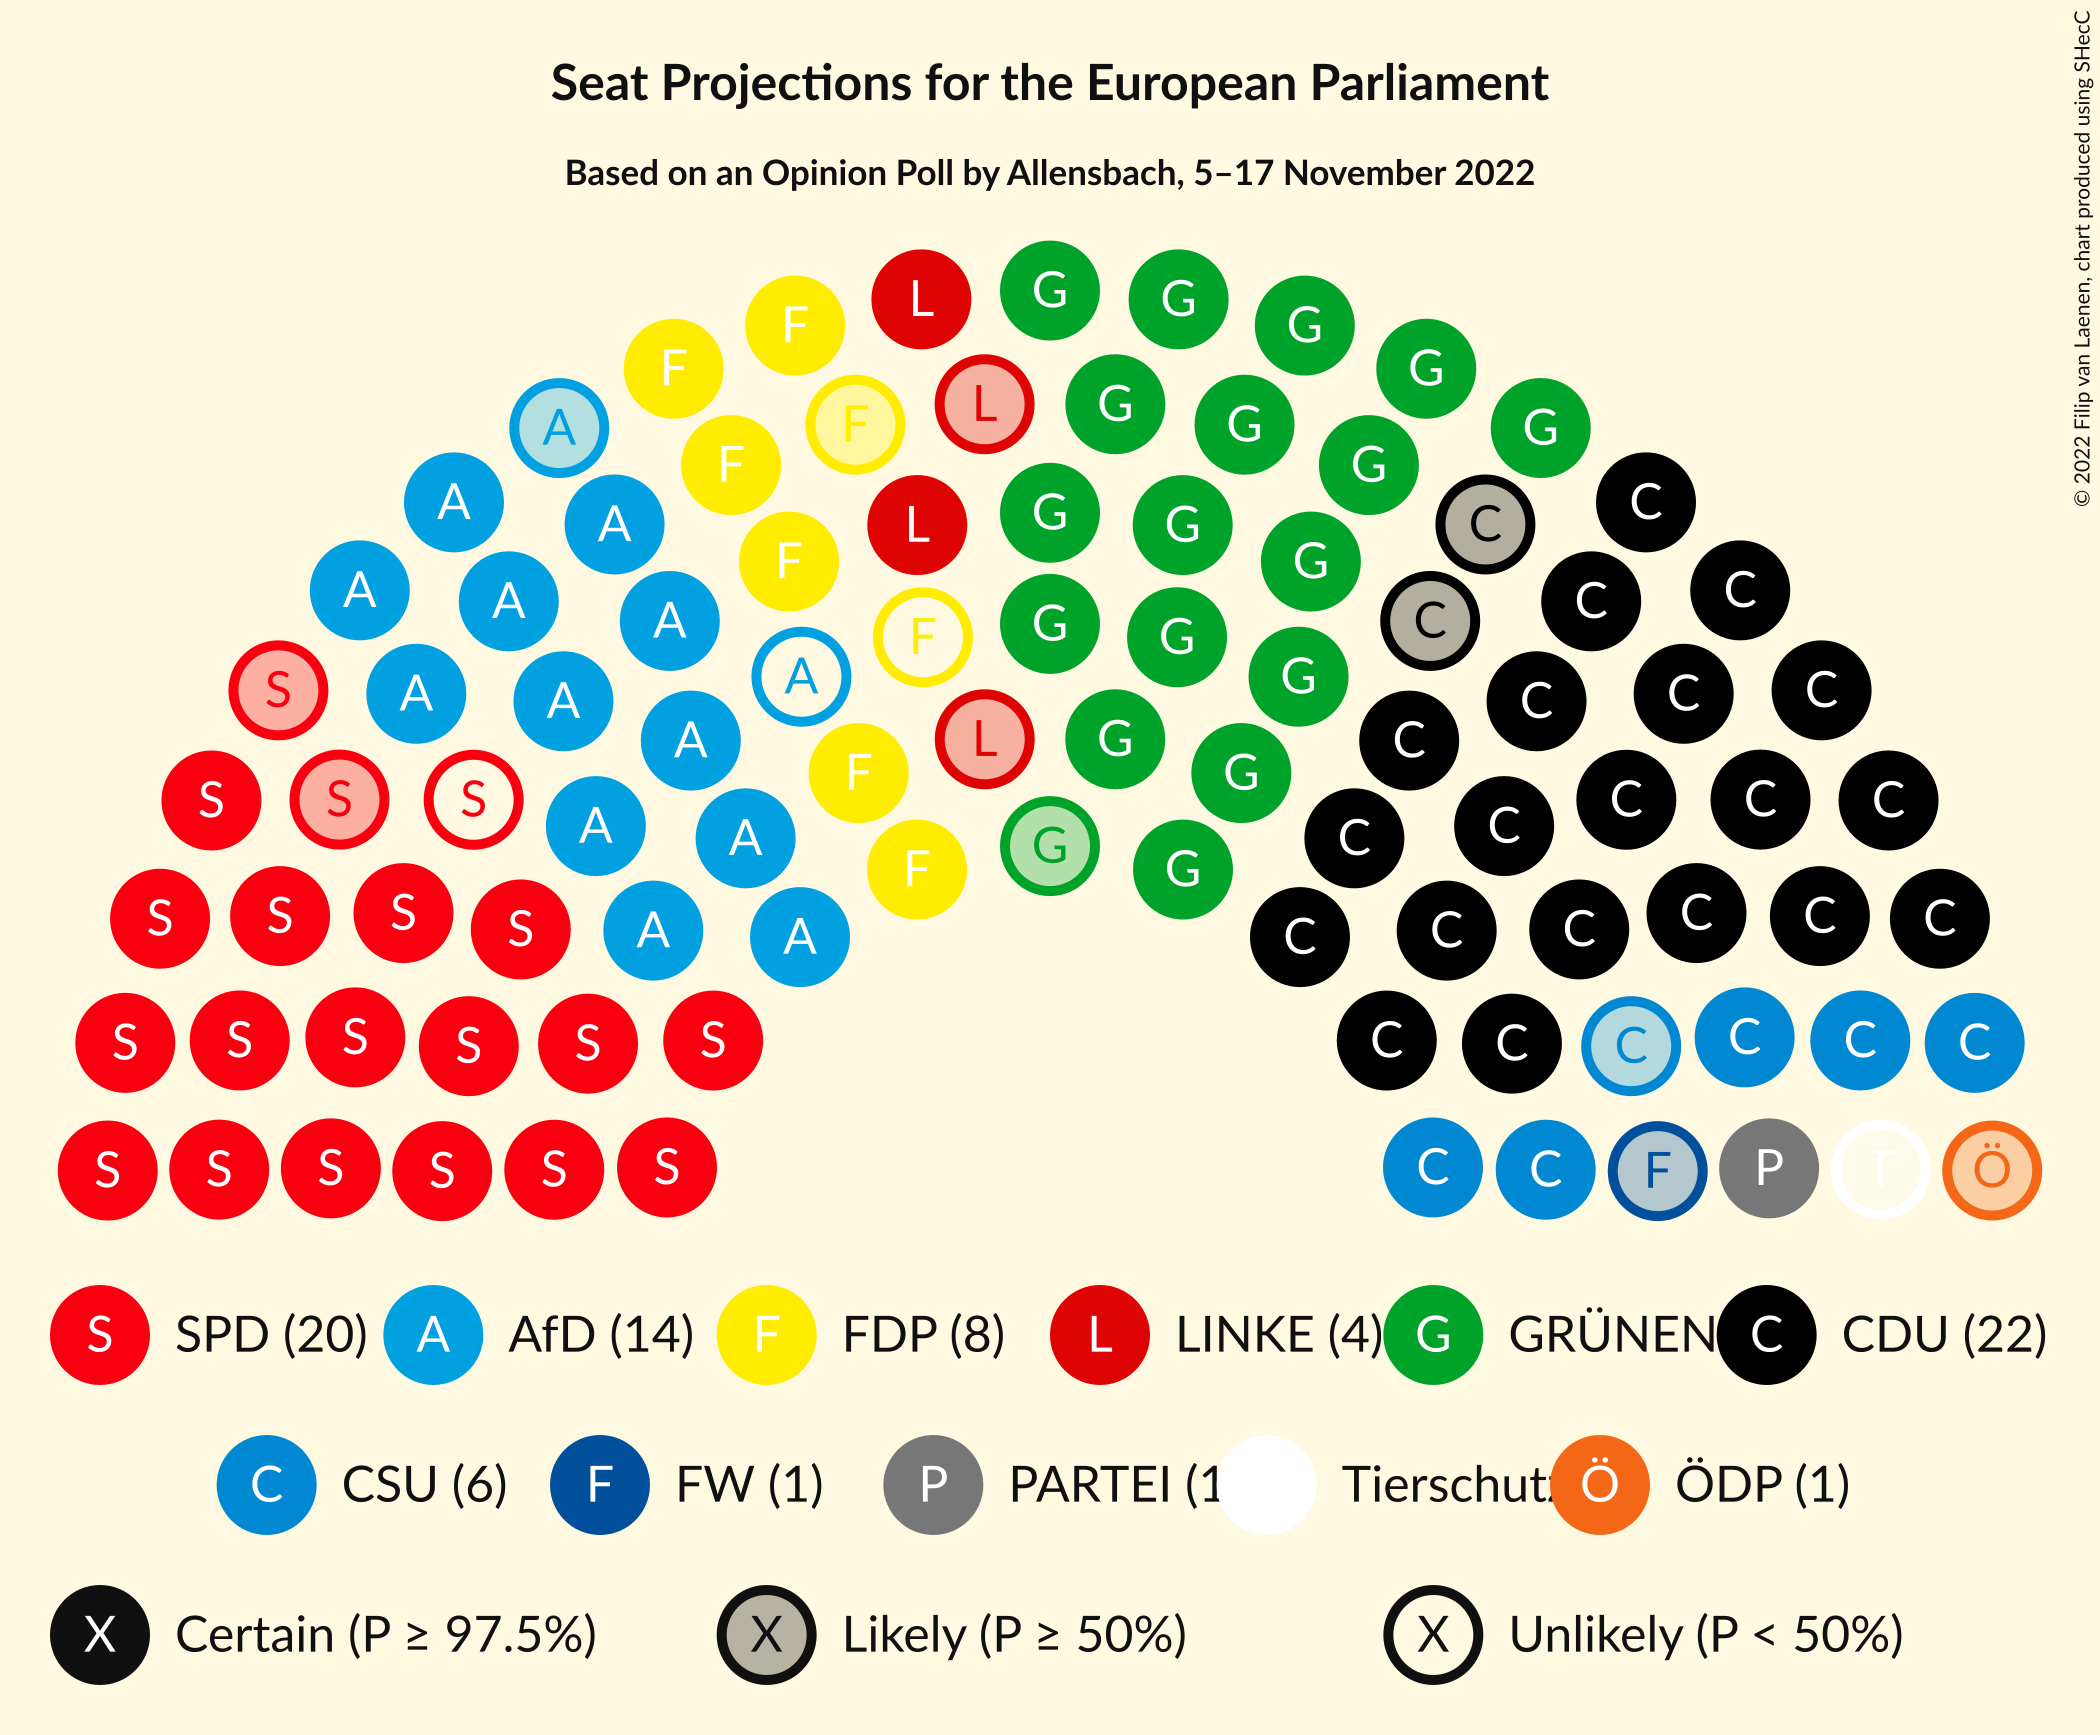 Seat Projections for the European Parliament
Based on an Opinion Poll by Allensbach, 5–17 November 2022
© 2022 Filip van Laenen, chart produced using SHecC
L G G
F F G G
L G
A F F G G G
A A F L G G G C C
A A A F F G G G C C C
S A A A A L G G C C C C
S S S A A F G G C C C C C C
S S S S A A F G G C C C C C C
S S S S S S C C C C C C
S S S S S S C C F P T Ö
S SPD (20) A AfD (14) F FDP (8) L LINKE (4) G GRÜNEN C CDU (22)
C CSU (6) F FW (1) P PARTEI (1 Tierschutz Ö ÖDP (1)
X Certain (P ≥ 97.5%) X Likely (P ≥ 50%) X Unlikely (P < 50%)